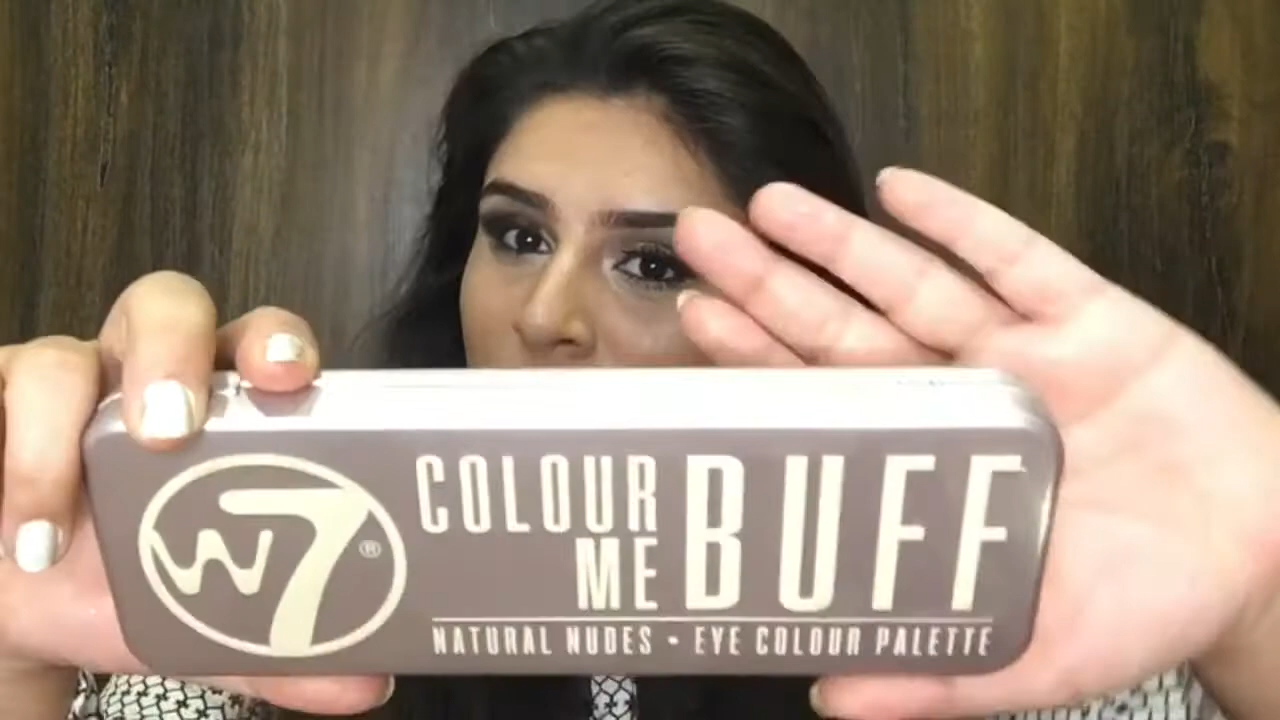 W7®
COLOUR
ME
BUFF
NATURAL NUDES • EYE COLOUR PALETTE